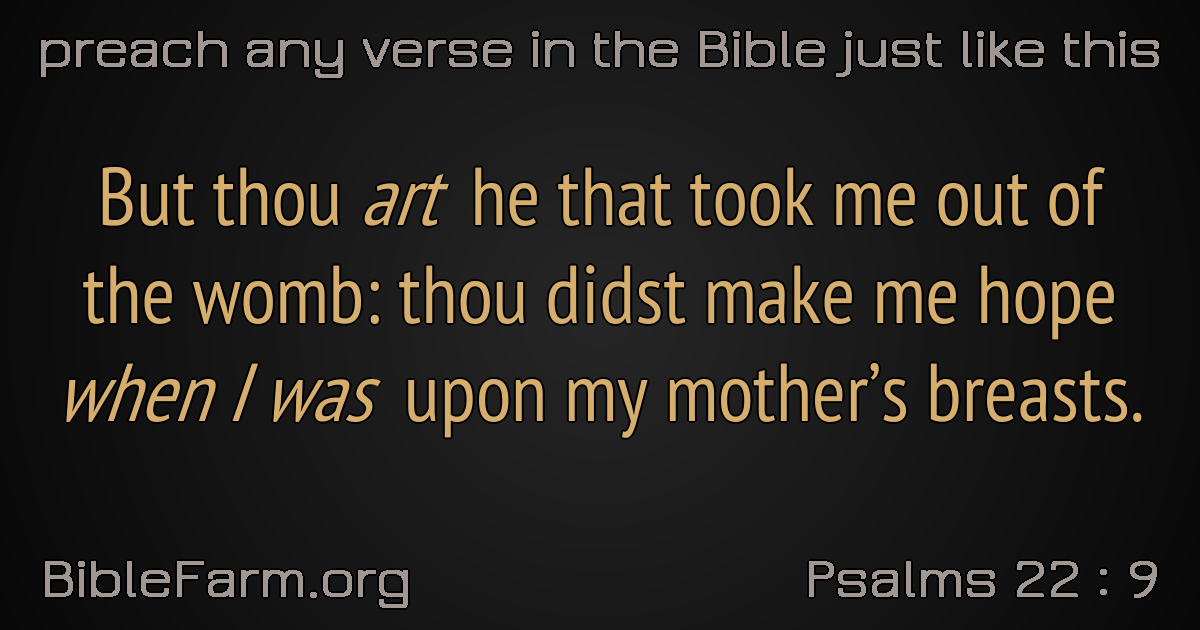 preach any verse in the Bible just like this
But thou art he that took me out of
the womb: thou didst make me hope
when I was upon my mother’s breasts.
BibleFarm.org
Psalms 22 : 9